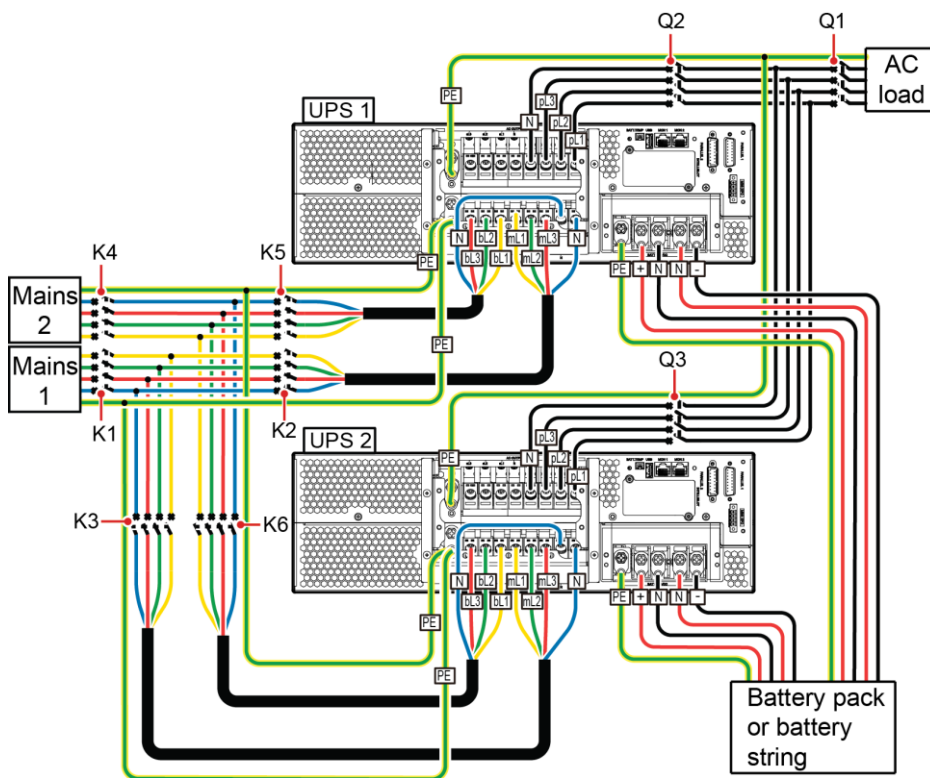 Q2
Q1
AC
load
PE
UPS 1
N
pL3
pL2
pL1
K4
K5
N
bL3
bL2
bL1
mL1
mL2
mL3
N
PE
PE
+
N
N
-
Mains
2
Mains
1
PE
K1
K2
Q3
UPS 2
PE
N
pL3
pL2
pL1
K3
K6
N
bL3
bL2
bL1
mL1
mL2
mL3
N
PE
PE
+
N
N
-
PE
Battery pack
or battery
string